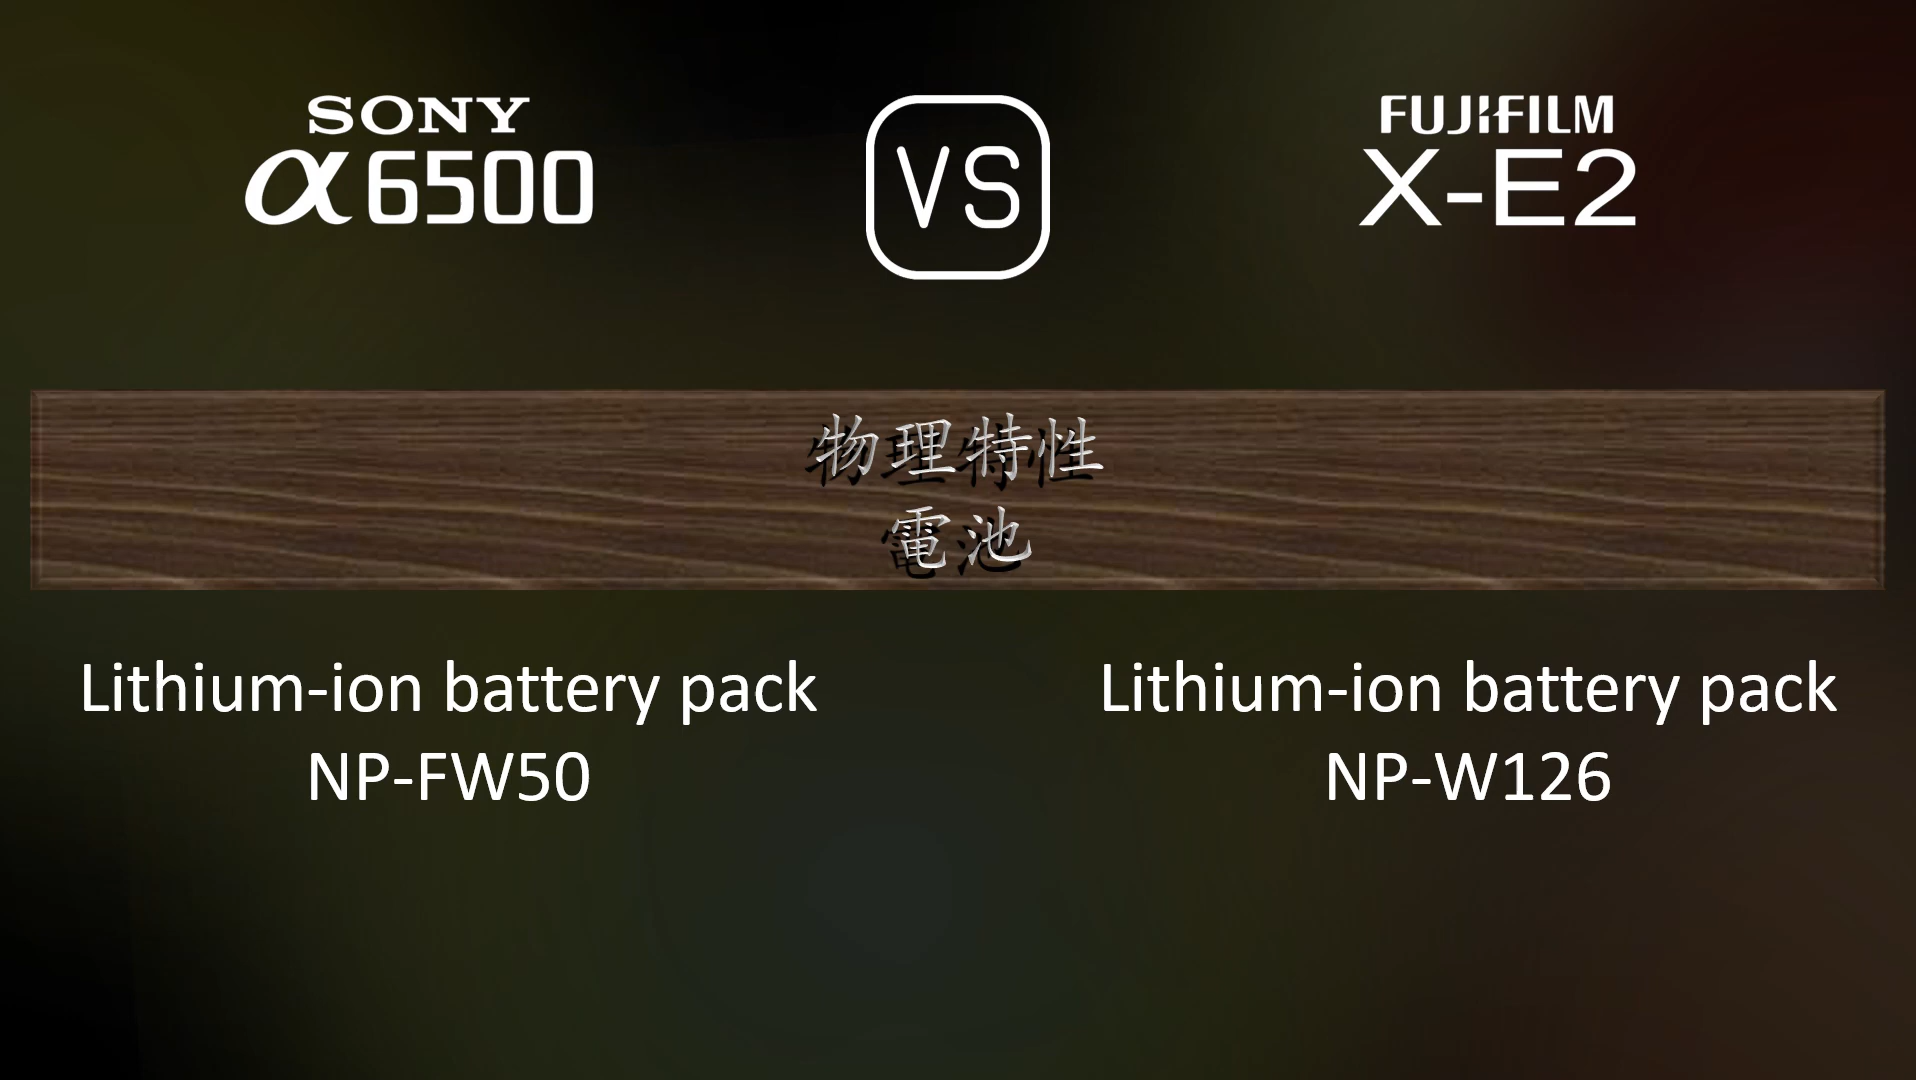 SONY
α6500
VS
FUJIFILM
X-E2
物理特性
電池
Lithium-ion battery pack
NP-FW50
Lithium-ion battery pack
NP-W126